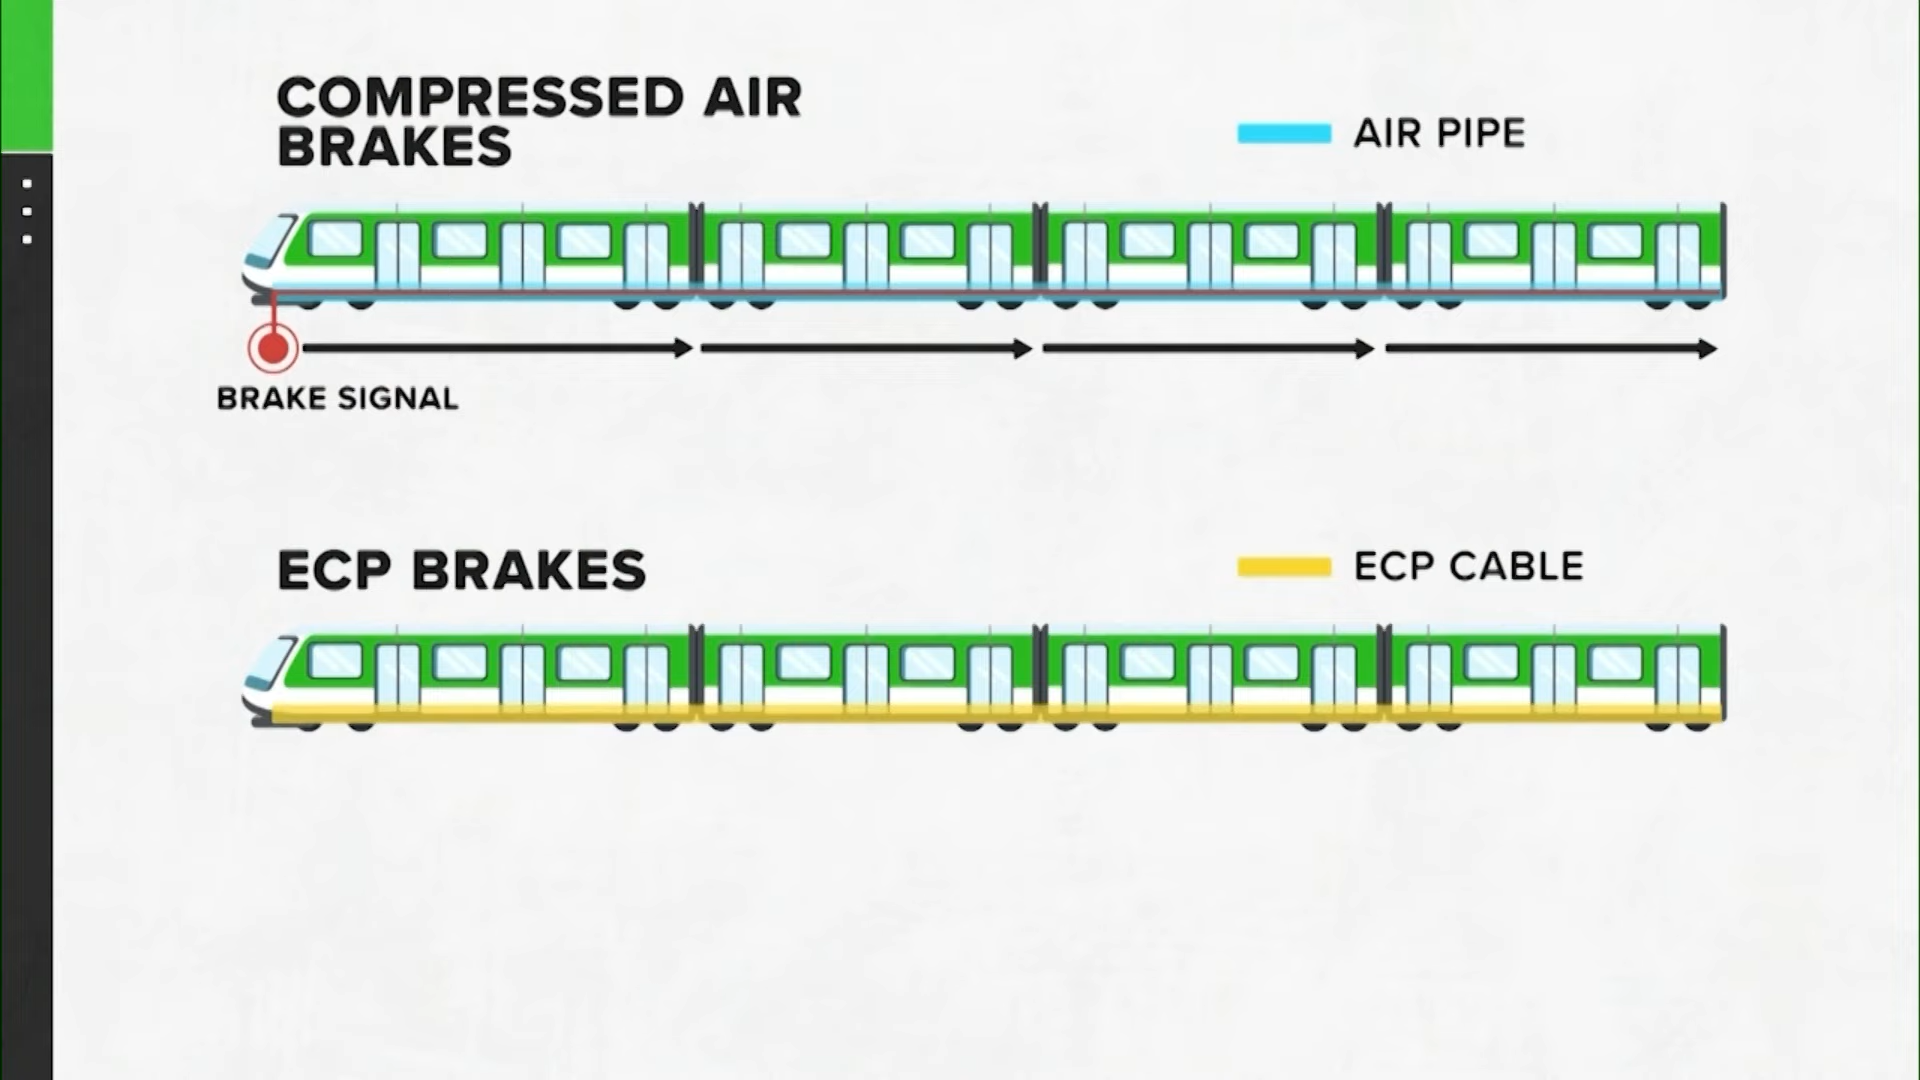 COMPRESSED AIR
BRAKES
AIR PIPE
BRAKE SIGNAL
ECP BRAKES
ECP CABLE